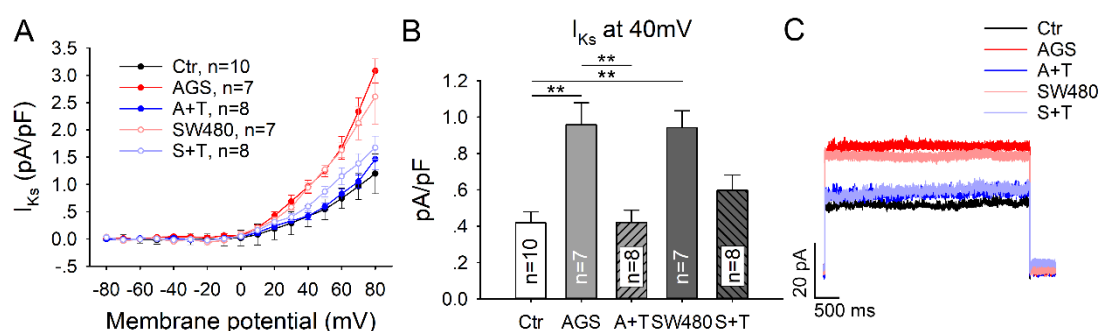 A
I_Ks (pA/pF)
3.5
3.0
2.5
2.0
1.5
1.0
.5
0.0
-.5
Ctr, n=10
AGS, n=7
A+T, n=8
SW480, n=7
S+T, n=8
-80 -60 -40 -20 0 20 40 60 80
Membrane potential (mV)
B
I_Ks at 40mV
pA/pF
1.2
1.0
.8
.6
.4
.2
0.0
**
**
**
n=10
n=7
n=8
n=7
n=8
Ctr AGS A+T SW480 S+T
C
Ctr
AGS
A+T
SW480
S+T
20 pA
500 ms